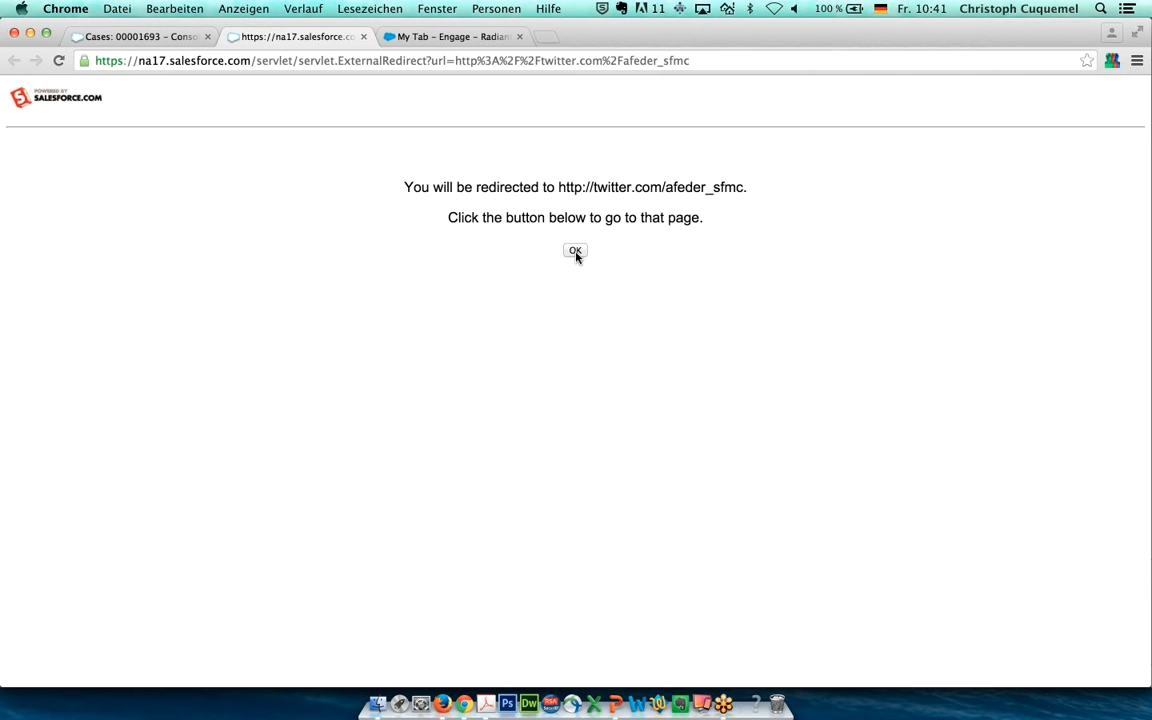 Chrome Datei Bearbeiten Anzeigen Verlauf Lesezeichen Fenster Personen Hilfe 11 100 % Fr. 10:41 Christoph Cuquemel
Cases: 00001693 – Conso × https://na17.salesforce.co × My Tab – Engage – Radian ×
https://na17.salesforce.com/servlet/servlet.ExternalRedirect?url=http%3A%2F%2Ftwitter.com%2Fafeder_sfmc
POWERED BY
SALESFORCE.COM
You will be redirected to http://twitter.com/afeder_sfmc.
Click the button below to go to that page.
OK
Ps Dw